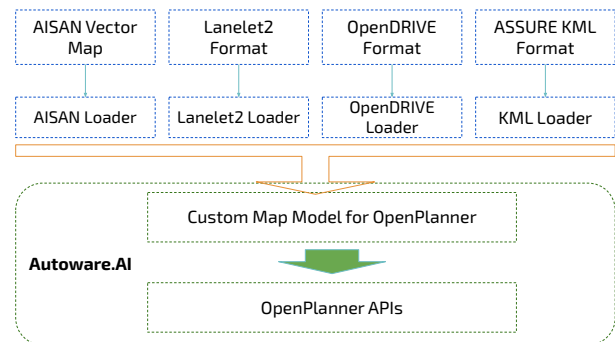 AISAN Vector
Map
Lanelet2
Format
OpenDRIVE
Format
ASSURE KML
Format
AISAN Loader
Lanelet2 Loader
OpenDRIVE
Loader
KML Loader
Custom Map Model for OpenPlanner
Autoware.AI
OpenPlanner APIs